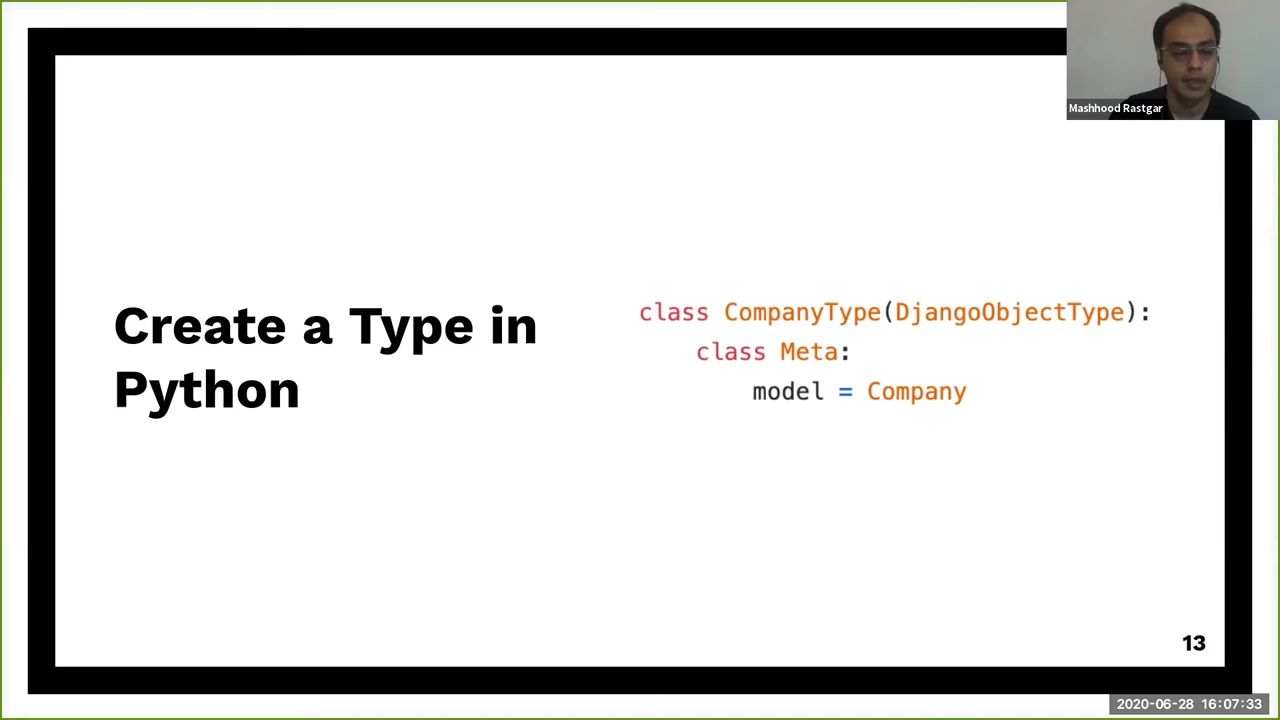 Mashhood Rastgar
Create a Type in
Python
class CompanyType(DjangoObjectType):
class Meta:
model = Company
13
2020-06-28 16:07:33